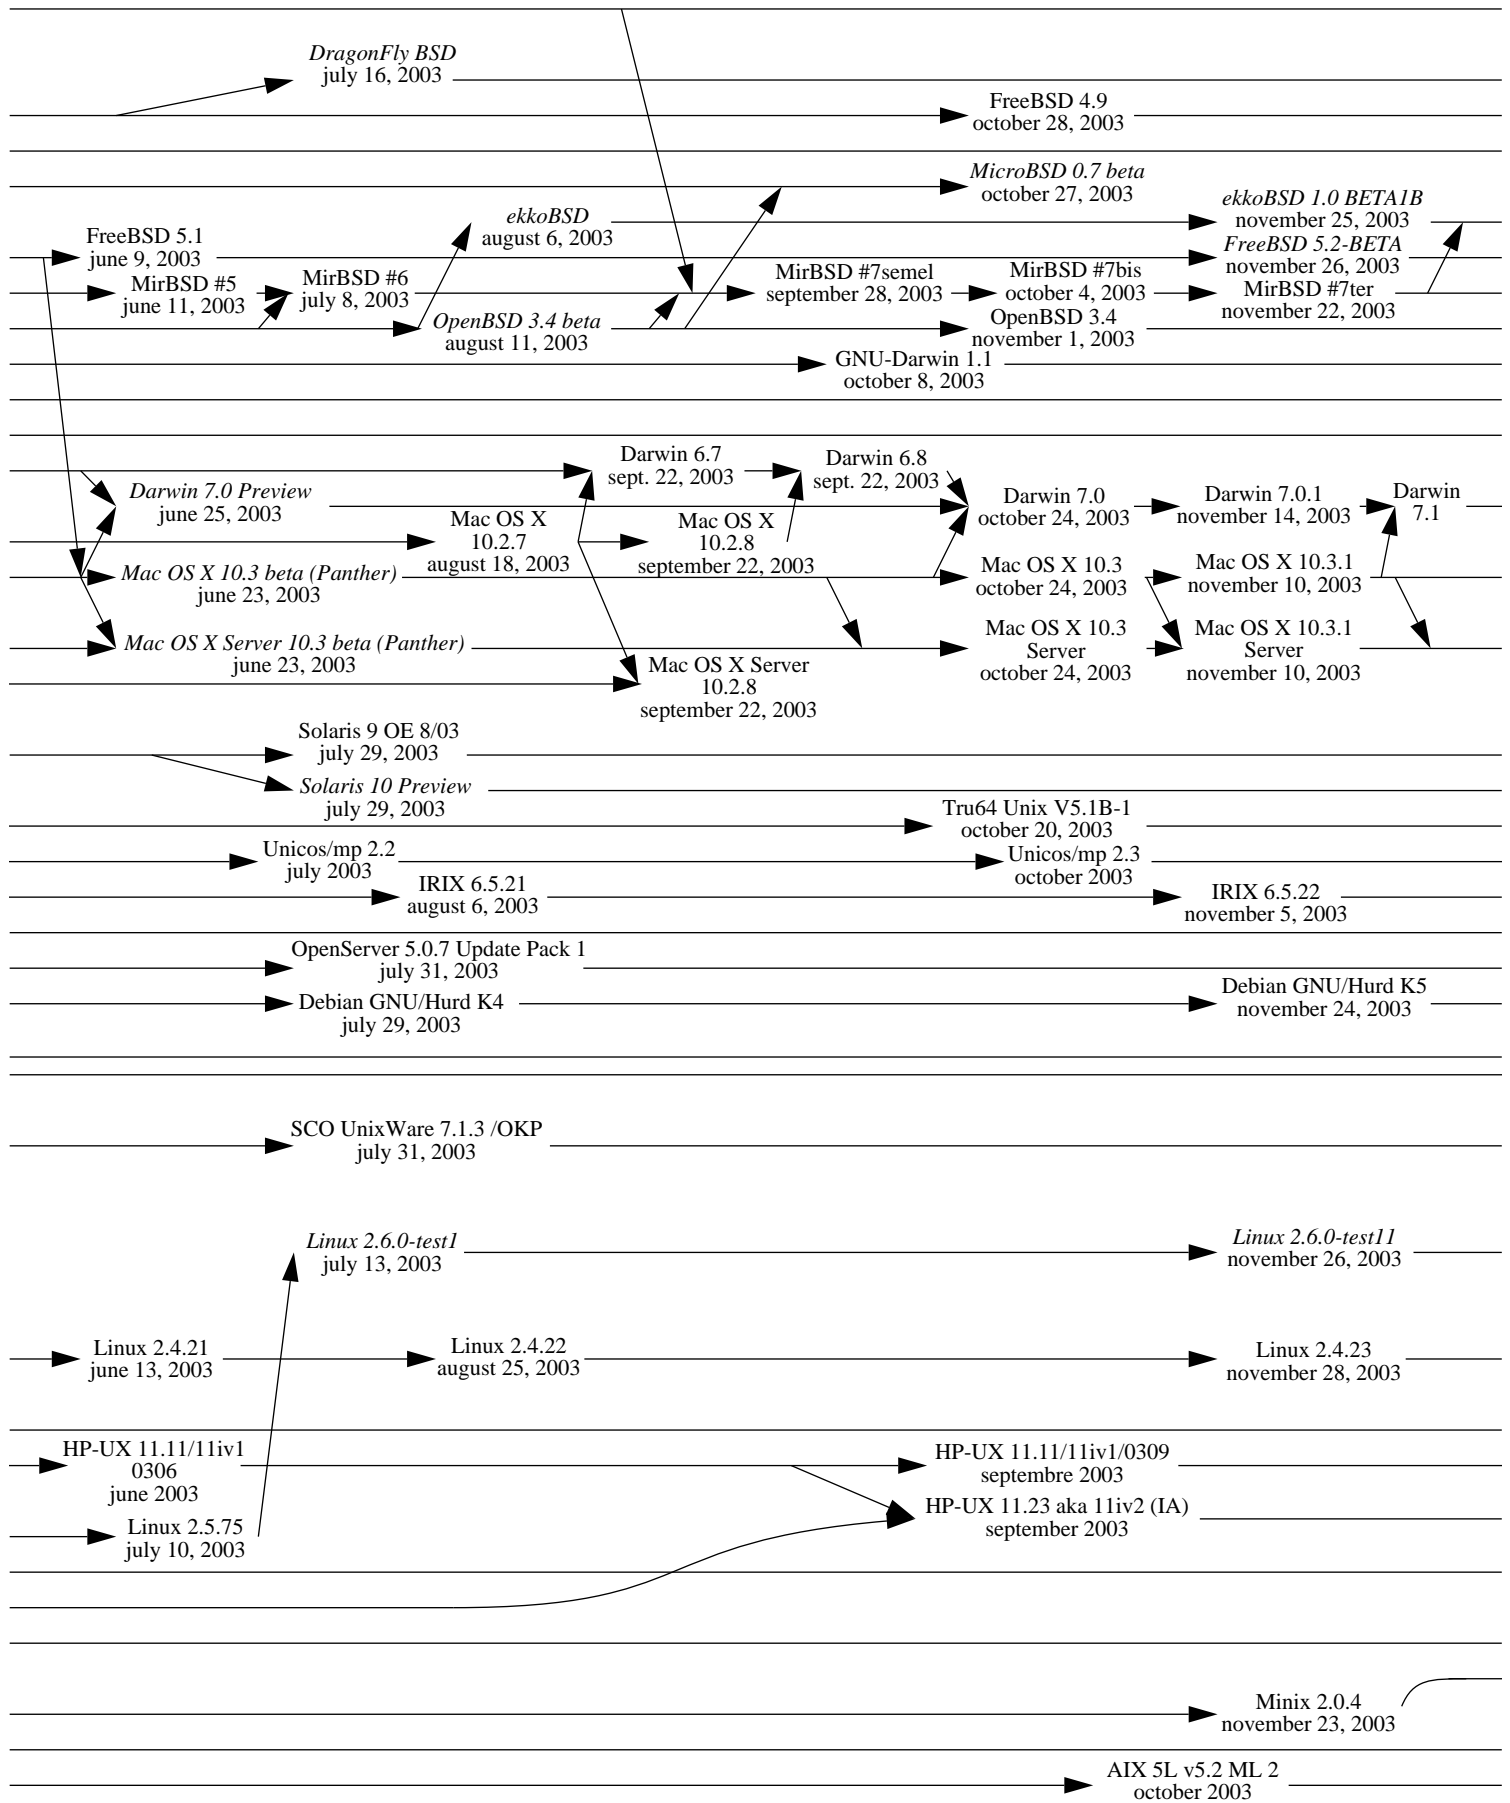 DragonFly BSD
july 16, 2003
FreeBSD 4.9
october 28, 2003
MicroBSD 0.7 beta
october 27, 2003
ekkoBSD
august 6, 2003
ekkoBSD 1.0 BETA1B
november 25, 2003
FreeBSD 5.1
june 9, 2003
FreeBSD 5.2-BETA
november 26, 2003
MirBSD #5
june 11, 2003
MirBSD #6
july 8, 2003
MirBSD #7semel
september 28, 2003
MirBSD #7bis
october 4, 2003
MirBSD #7ter
november 22, 2003
OpenBSD 3.4 beta
august 11, 2003
OpenBSD 3.4
november 1, 2003
GNU-Darwin 1.1
october 8, 2003
Darwin 6.7
sept. 22, 2003
Darwin 6.8
sept. 22, 2003
Darwin 7.0 Preview
june 25, 2003
Darwin 7.0
october 24, 2003
Darwin 7.0.1
november 14, 2003
Darwin
7.1
Mac OS X
10.2.7
august 18, 2003
Mac OS X
10.2.8
september 22, 2003
Mac OS X 10.3 beta (Panther)
june 23, 2003
Mac OS X 10.3
october 24, 2003
Mac OS X 10.3.1
november 10, 2003
Mac OS X Server 10.3 beta (Panther)
june 23, 2003
Mac OS X 10.3
Server
october 24, 2003
Mac OS X 10.3.1
Server
november 10, 2003
Mac OS X Server
10.2.8
september 22, 2003
Solaris 9 OE 8/03
july 29, 2003
Solaris 10 Preview
july 29, 2003
Tru64 Unix V5.1B-1
october 20, 2003
Unicos/mp 2.2
july 2003
Unicos/mp 2.3
october 2003
IRIX 6.5.21
august 6, 2003
IRIX 6.5.22
november 5, 2003
OpenServer 5.0.7 Update Pack 1
july 31, 2003
Debian GNU/Hurd K4
july 29, 2003
Debian GNU/Hurd K5
november 24, 2003
SCO UnixWare 7.1.3 /OKP
july 31, 2003
Linux 2.6.0-test1
july 13, 2003
Linux 2.6.0-test11
november 26, 2003
Linux 2.4.21
june 13, 2003
Linux 2.4.22
august 25, 2003
Linux 2.4.23
november 28, 2003
HP-UX 11.11/11iv1
0306
june 2003
HP-UX 11.11/11iv1/0309
septembre 2003
HP-UX 11.23 aka 11iv2 (IA)
september 2003
Linux 2.5.75
july 10, 2003
Minix 2.0.4
november 23, 2003
AIX 5L v5.2 ML 2
october 2003